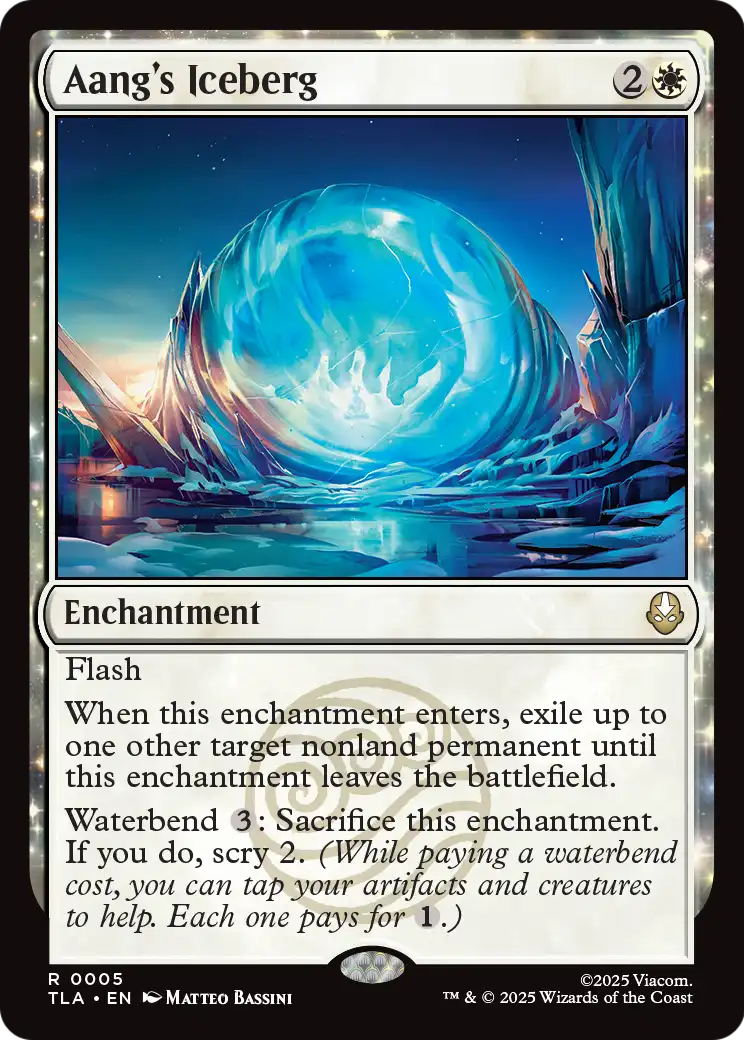 Aang's Iceberg 2
Enchantment
Flash
When this enchantment enters, exile up to
one other target nonland permanent until
this enchantment leaves the battlefield.
Waterbend 3: Sacrifice this enchantment.
If you do, scry 2. (While paying a waterbend
cost, you can tap your artifacts and creatures
to help. Each one pays for 1.)
R 0005
TLA • EN Matteo Bassini
©2025 Viacom.
™ & © 2025 Wizards of the Coast